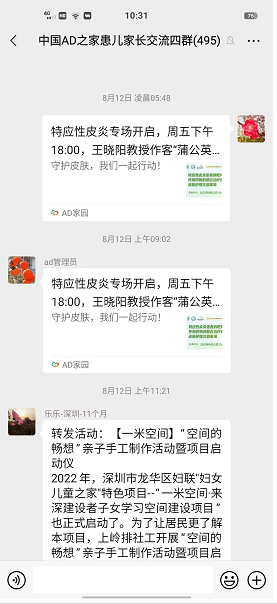 10:31
中国AD之家患儿家长交流四群(495)
8月12日 凌晨05:48
特应性皮炎专场开启，周五下午
18:00，王晓阳教授作客“蒲公英...
守护皮肤，我们一起行动！
AD家园
8月12日 上午09:02
ad管理员
特应性皮炎专场开启，周五下午
18:00，王晓阳教授作客“蒲公英...
守护皮肤，我们一起行动！
AD家园
8月12日 上午11:21
乐乐-深圳-11个月
转发活动：【一米空间】“空间的
畅想”亲子手工制作活动暨项目启
动仪
2022 年，深圳市龙华区妇联"妇女
儿童之家"特色项目--“一米空间·来
深建设者子女学习空间建设项目”
也正式启动了。为了让居民更了解
本项目，上岭排社工开展“空间的
畅想”亲子手工制作活动暨项目启